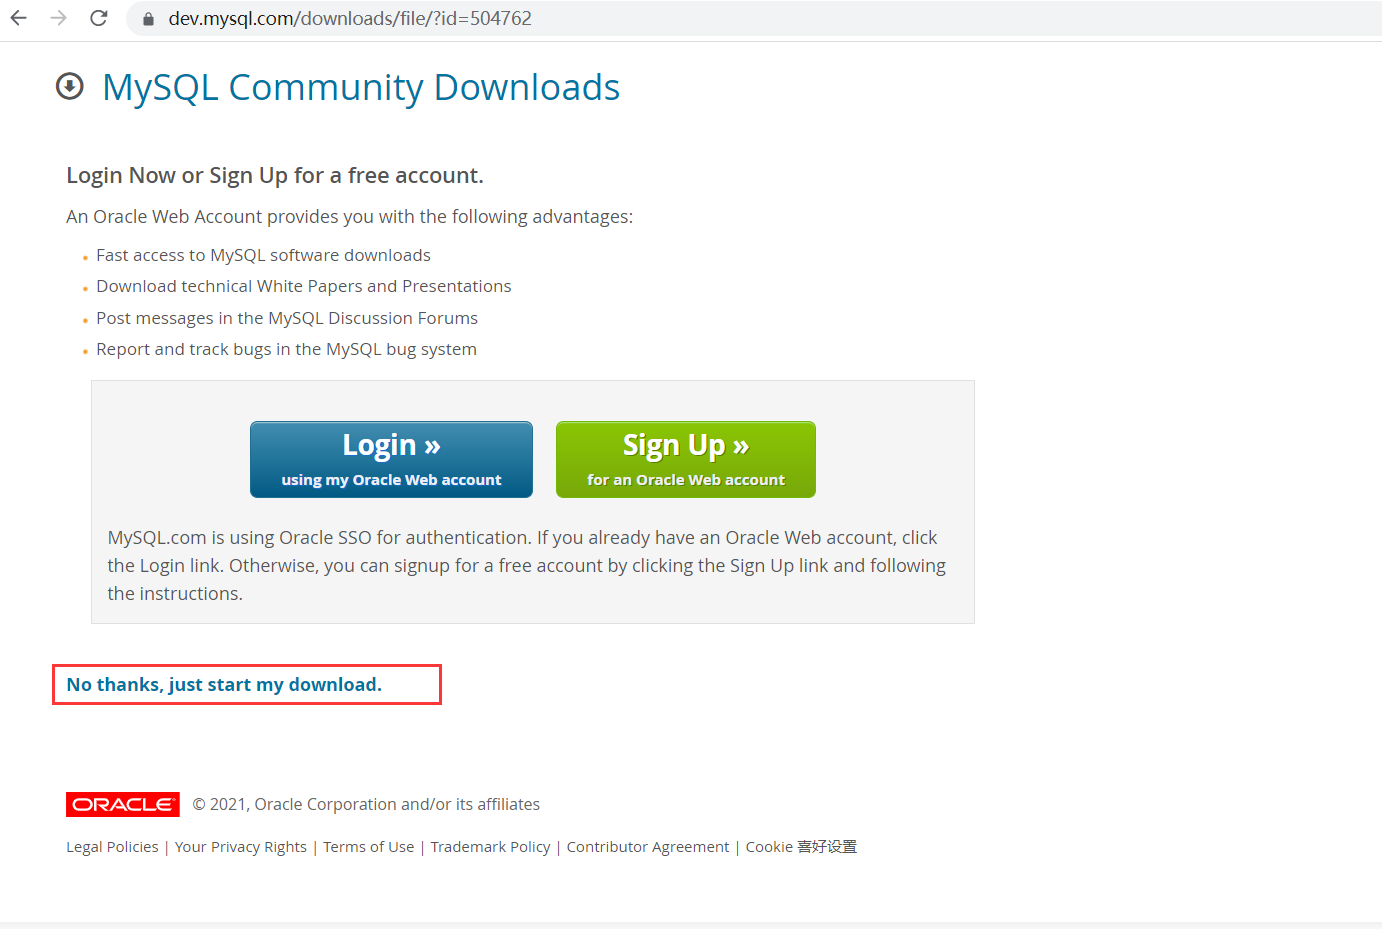 dev.mysql.com/downloads/file/?id=504762
MySQL Community Downloads
Login Now or Sign Up for a free account.
An Oracle Web Account provides you with the following advantages:
Fast access to MySQL software downloads
Download technical White Papers and Presentations
Post messages in the MySQL Discussion Forums
Report and track bugs in the MySQL bug system
Login »
using my Oracle Web account
Sign Up »
for an Oracle Web account
MySQL.com is using Oracle SSO for authentication. If you already have an Oracle Web account, click
the Login link. Otherwise, you can signup for a free account by clicking the Sign Up link and following
the instructions.
No thanks, just start my download.
ORACLE © 2021, Oracle Corporation and/or its affiliates
Legal Policies | Your Privacy Rights | Terms of Use | Trademark Policy | Contributor Agreement | Cookie 喜好设置